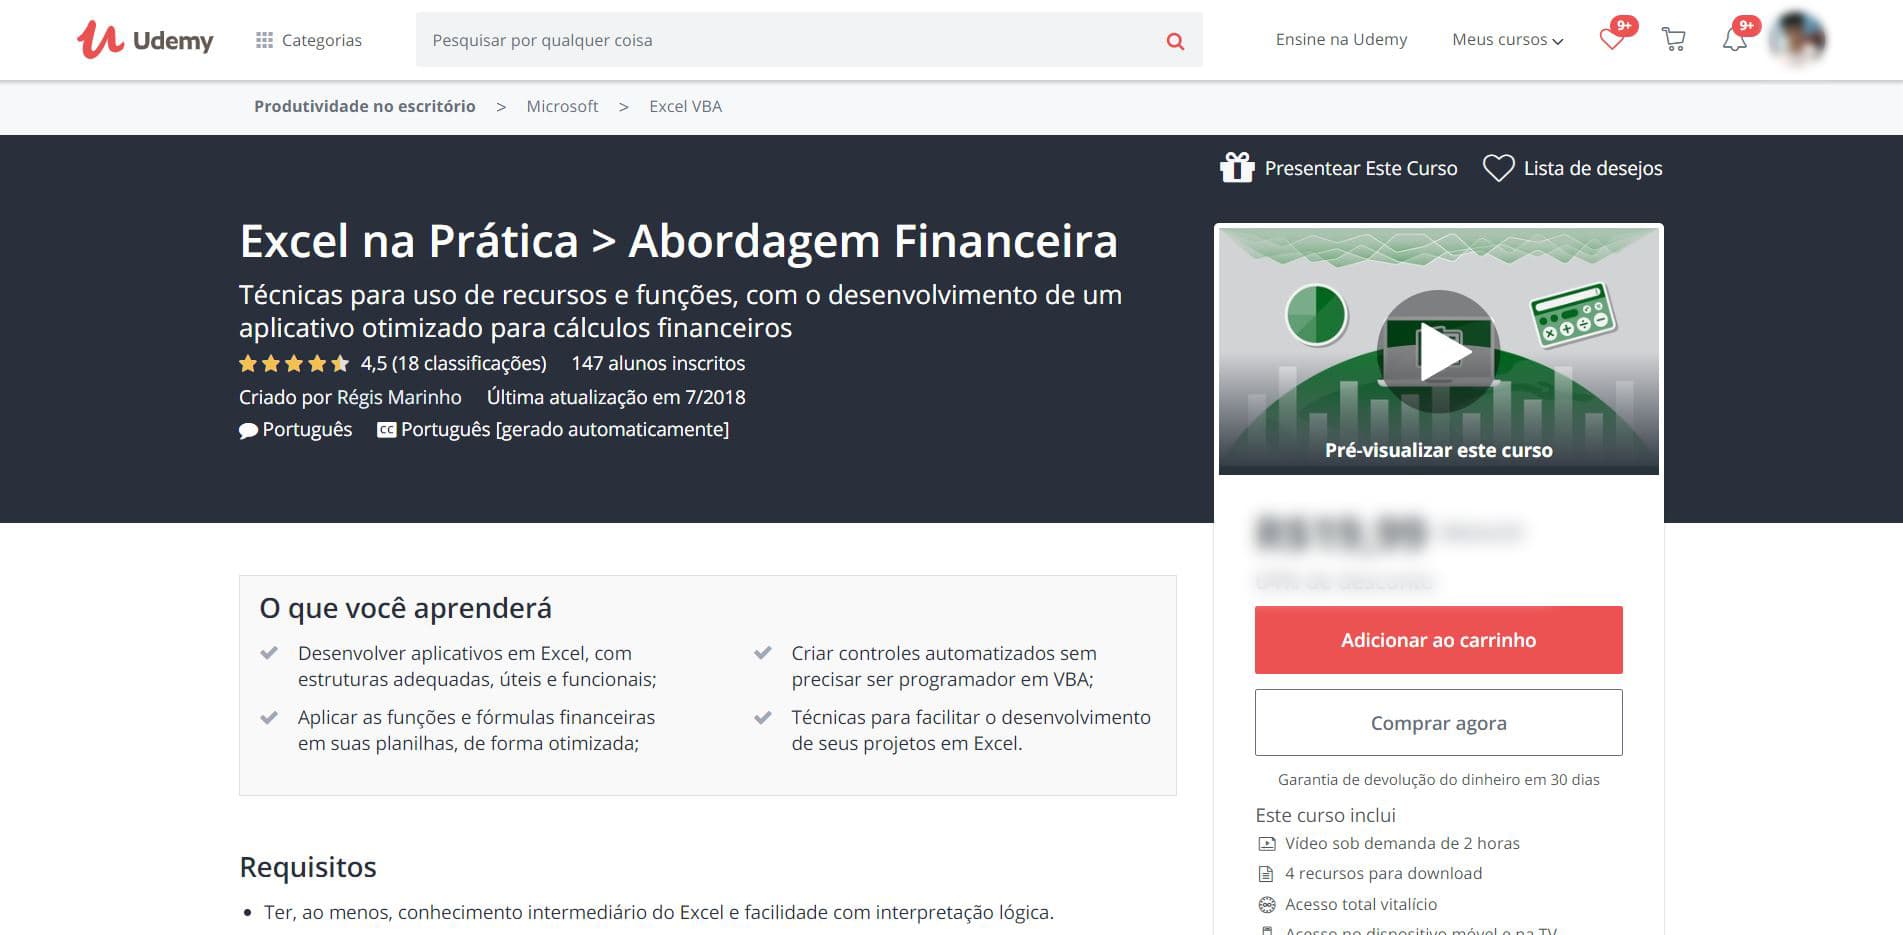 Udemy
Categorias
Pesquisar por qualquer coisa
Ensine na Udemy
Meus cursos
9+
9+
Produtividade no escritório > Microsoft > Excel VBA
Presentear Este Curso
Lista de desejos
Excel na Prática > Abordagem Financeira
Técnicas para uso de recursos e funções, com o desenvolvimento de um
aplicativo otimizado para cálculos financeiros
4,5 (18 classificações) 147 alunos inscritos
Criado por Régis Marinho Última atualização em 7/2018
Português CC Português [gerado automaticamente]
Pré-visualizar este curso
Adicionar ao carrinho
Comprar agora
Garantia de devolução do dinheiro em 30 dias
Este curso inclui
Vídeo sob demanda de 2 horas
4 recursos para download
Acesso total vitalício
Acesso no dispositivo móvel e na TV
O que você aprenderá
Desenvolver aplicativos em Excel, com
estruturas adequadas, úteis e funcionais;
Aplicar as funções e fórmulas financeiras
em suas planilhas, de forma otimizada;
Criar controles automatizados sem
precisar ser programador em VBA;
Técnicas para facilitar o desenvolvimento
de seus projetos em Excel.
Requisitos
Ter, ao menos, conhecimento intermediário do Excel e facilidade com interpretação lógica.